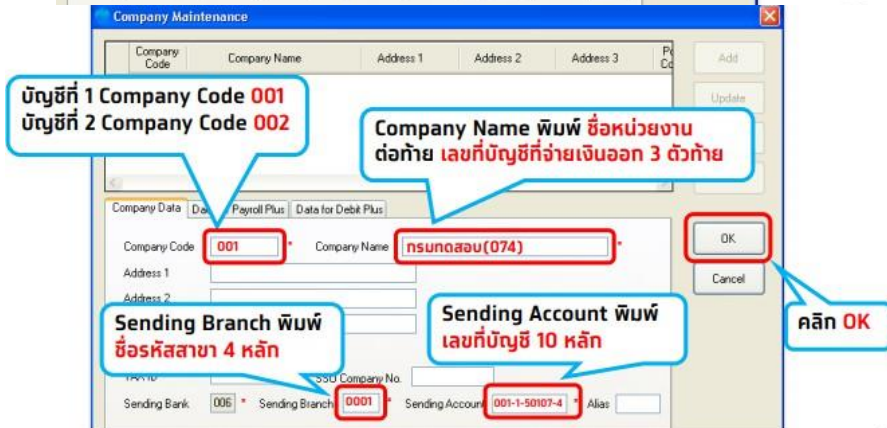 Company Maintenance
Company Code
Company Name
Address 1
Address 2
Address 3
Add
Update
บัญชีที่ 1 Company Code 001
บัญชีที่ 2 Company Code 002
Company Name พิมพ์ ชื่อหน่วยงาน
ต่อท้าย เลขที่บัญชีที่จ่ายเงินออก 3 ตัวท้าย
Company Data
Payroll Plus
Data for Debit Plus
Company Code 001 * Company Name กรมทดสอบ(074) *
OK
Address 1
Cancel
Address 2
Sending Branch พิมพ์
ชื่อรหัสสาขา 4 หลัก
Sending Account พิมพ์
เลขที่บัญชี 10 หลัก
คลิก OK
Company No.
Sending Bank 006 * Sending Branch 0001 * Sending Account 001-1-50107-4 * Alias